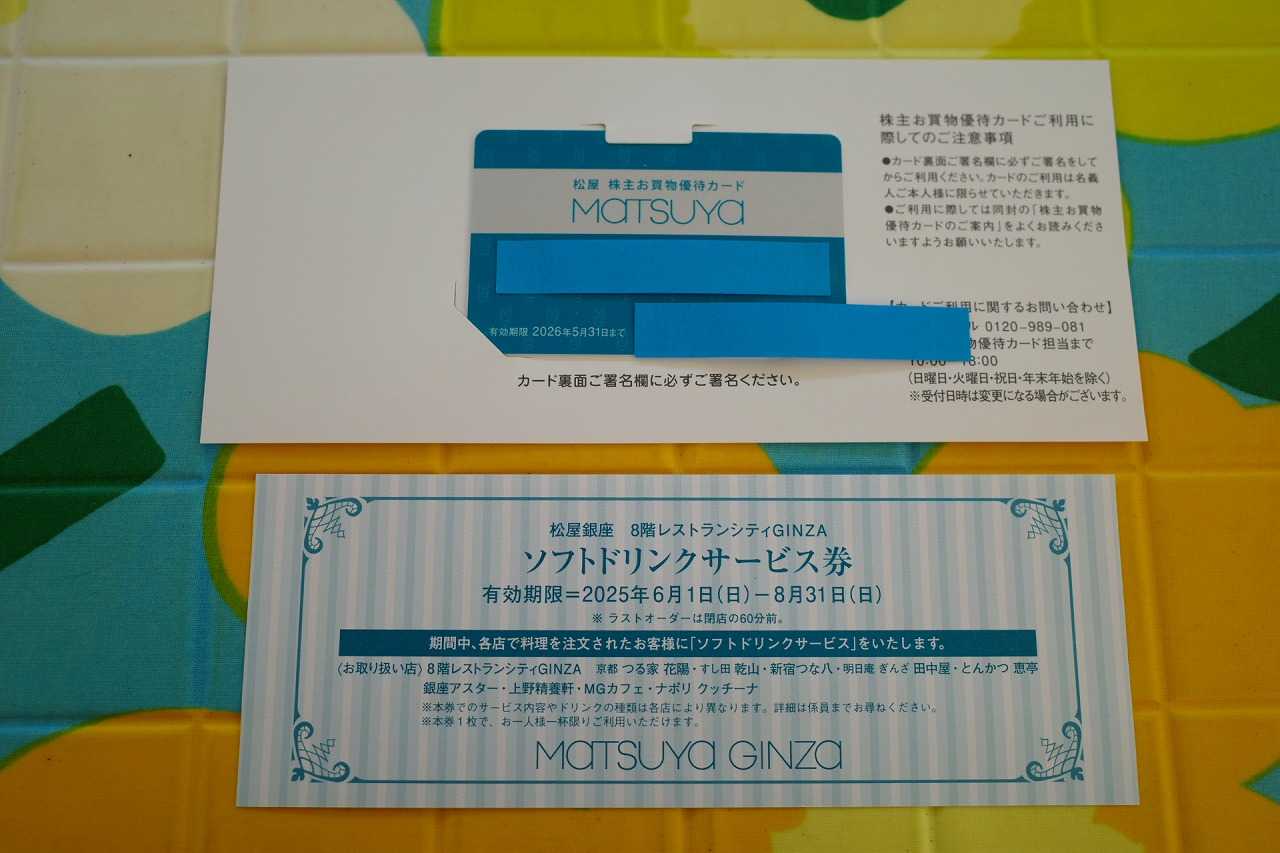 松屋 株主お買物優待カード
MATSUYA
有効期限 2026年5月31日まで
カード裏面ご署名欄に必ずご署名ください。
株主お買物優待カードご利用に
際してのご注意事項
●カード裏面ご署名欄に必ずご署名をして
からご利用ください。カードのご利用は名義
人ご本人様に限らせていただきます。
●ご利用に際しては同封の「株主お買物
優待カードのご案内」をよくお読みくださ
いますようお願いいたします。
【カードご利用に関するお問い合わせ】
ル 0120-989-081
物優待カード担当まで
10:00 18:00
(日曜日・火曜日・祝日・年末年始を除く)
※受付日時は変更になる場合がございます。
松屋銀座 8階レストランシティGINZA
ソフトドリンクサービス券
有効期限=2025年6月1日(日)-8月31日(日)
※ ラストオーダーは閉店の60分前。
期間中、各店で料理を注文されたお客様に「ソフトドリンクサービス」をいたします。
〈お取り扱い店〉8階レストランシティGINZA 京都 つる家 花陽・すし田 乾山・新宿つな八・明日庵 ぎんざ 田中屋・とんかつ 恵亭
銀座アスター・上野精養軒・MGカフェ・ナポリ クッチーナ
※本券でのサービス内容やドリンクの種類は各店により異なります。詳細は係員までお尋ねください。
※本券1枚で、お一人様一杯限りご利用いただけます。
MATSUYA GINZA